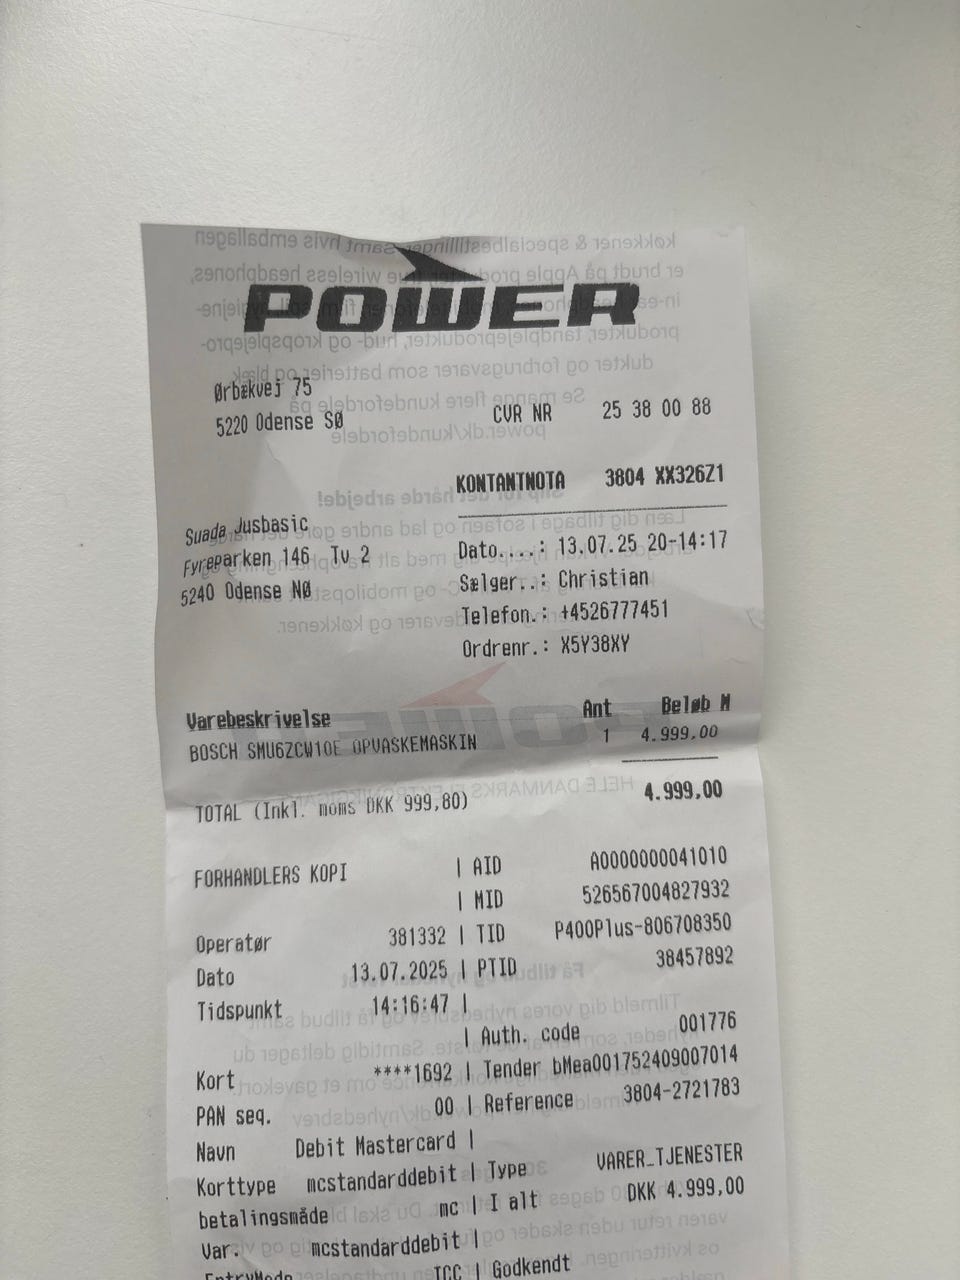 POWER
Ørbækvej 75
5220 Odense SØ
CVR NR 25 38 00 88
KONTANTNOTA 3804 XX326Z1
Suada Jusbasic
Fyreparken 146 Tv 2
5240 Odense NØ
Dato....: 13.07.25 20-14:17
Sælger..: Christian
Telefon.: +4526777451
Ordrenr.: X5Y38XY
Varebeskrivelse Ant Beløb M
BOSCH SMU6ZCW10E OPVASKEMASKIN 1 4.999,00
TOTAL (Inkl. moms DKK 999,80) 4.999,00
FORHANDLERS KOPI | AID A0000000041010
| MID 526567004827932
Operatør 381332 | TID P400Plus-806708350
Dato 13.07.2025 | PTID 38457892
Tidspunkt 14:16:47 |
| Auth. code 001776
Kort ****1692 | Tender bMea001752409007014
PAN seq. 00 | Reference 3804-2721783
Navn Debit Mastercard |
Korttype mcstandarddebit | Type VARER_TJENESTER
betalingsmåde mc | I alt DKK 4.999,00
Var. mcstandarddebit |
EntryMode ICC | Godkendt